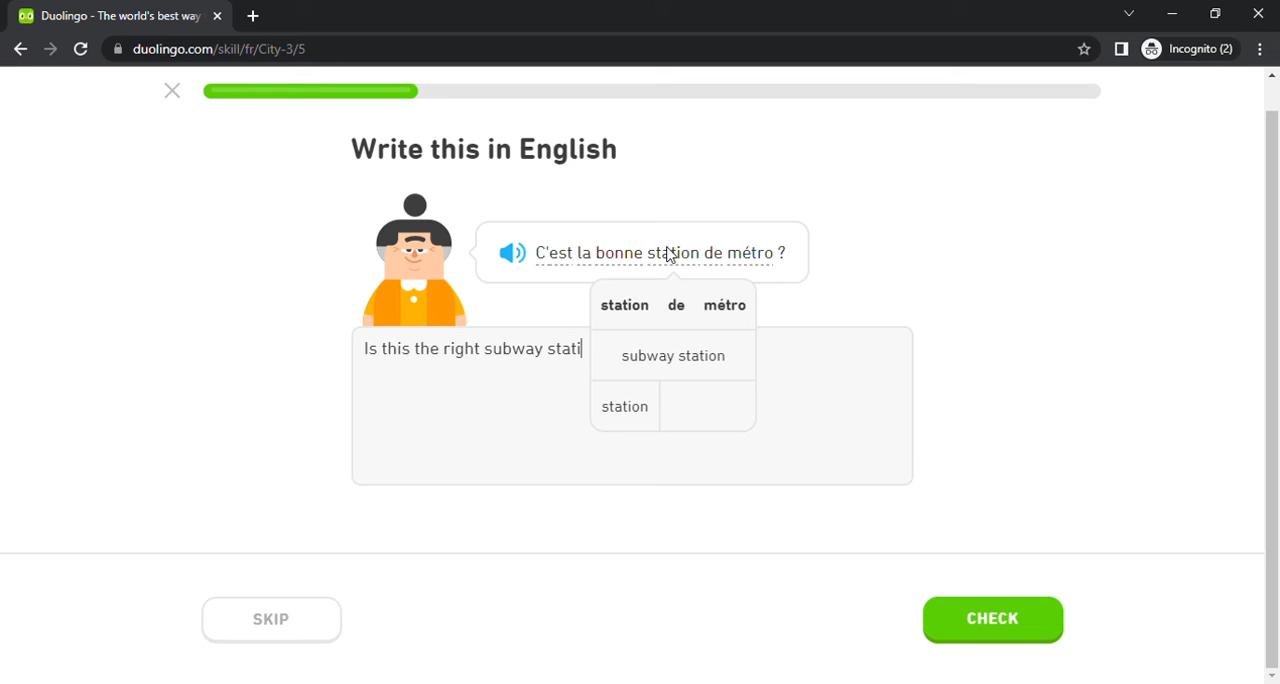 Duolingo - The world's best way
duolingo.com/skill/fr/City-3/5
Incognito (2)
Write this in English
C'est la bonne station de métro ?
station de métro
subway station
station
Is this the right subway stati
SKIP
CHECK